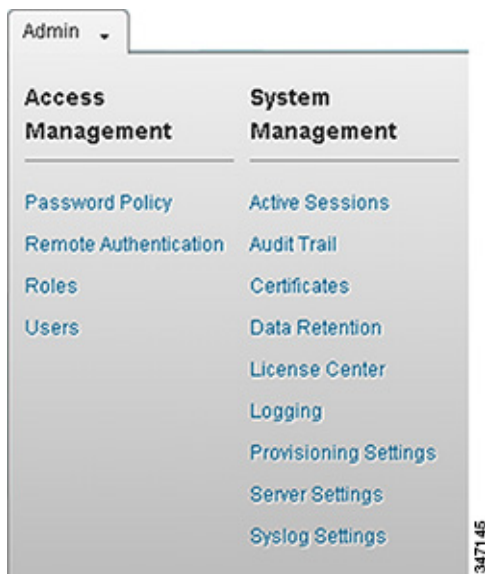 Admin
Access
Management
Password Policy
Remote Authentication
Roles
Users
System
Management
Active Sessions
Audit Trail
Certificates
Data Retention
License Center
Logging
Provisioning Settings
Server Settings
Syslog Settings
347145